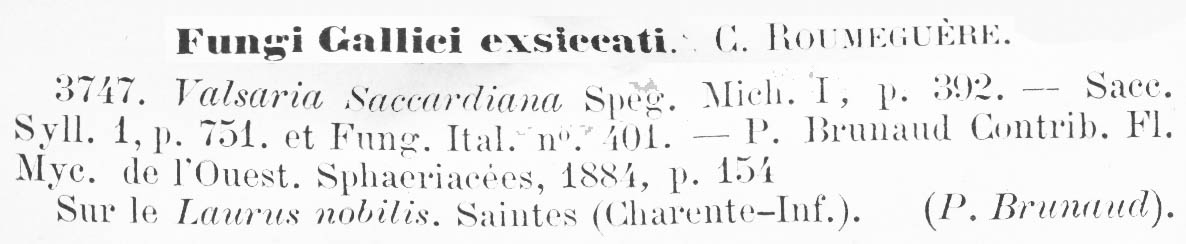 Fungi Gallici exsiccati. C. ROUMEGUÈRE.
3747. Valsaria Saccardiana Speg. Mich. I, p. 392. — Sacc.
Syll. 1, p. 751. et Fung. Ital. nº. 401. — P. Brunaud Contrib. Fl.
Myc. de l'Ouest. Sphaeriacées, 1884, p. 154
Sur le Laurus nobilis. Saintes (Charente-Inf.). (P. Brunaud).